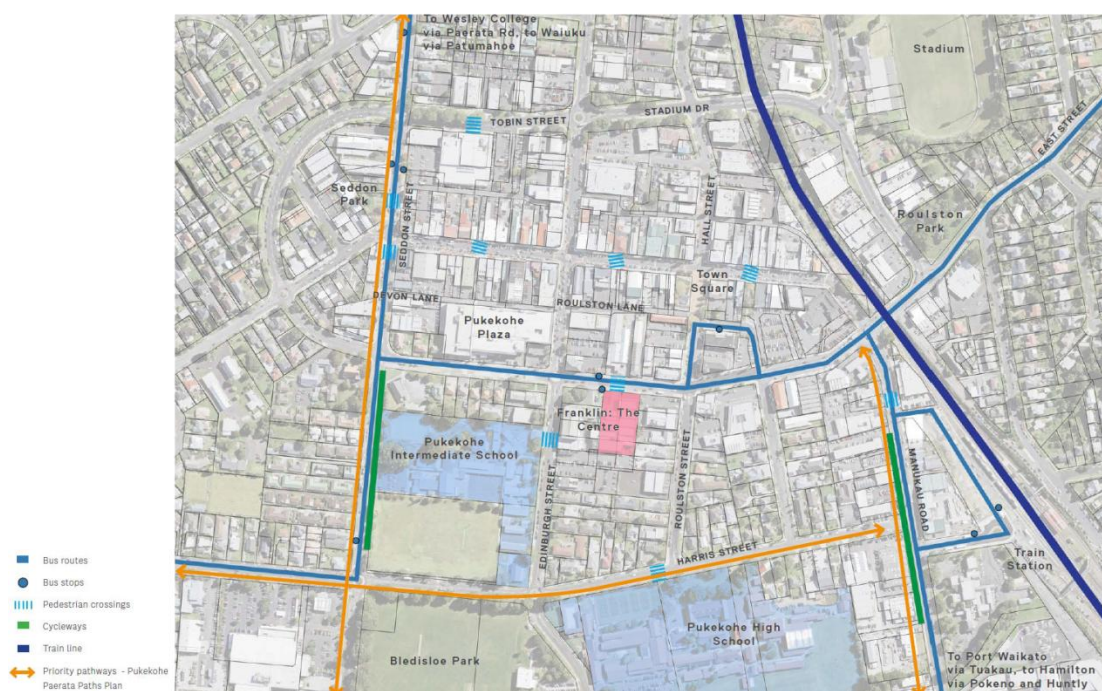 To Wesley College
via Paerata Rd, to Waiuku
via Patumahoe
Stadium
STADIUM DR
TOBIN STREET
EAST STREET
Seddon
Park
SEDDON STREET
HALL STREET
Roulston
Park
Town
Square
DEVON LANE
ROULSTON LANE
Pukekohe
Plaza
Franklin: The
Centre
Pukekohe
Intermediate School
EDINBURGH STREET
ROULSTON STREET
MANUKAU ROAD
HARRIS STREET
Train
Station
Pukekohe High
School
Bledisloe Park
To Port Waikato
via Tuakau, to Hamilton
via Pokeno and Huntly
Bus routes
Bus stops
Pedestrian crossings
Cycleways
Train line
Priority pathways - Pukekohe
Paerata Paths Plan